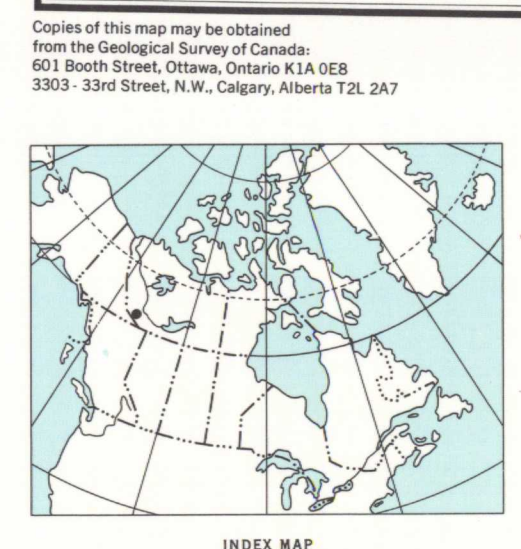 Copies of this map may be obtained
from the Geological Survey of Canada:
601 Booth Street, Ottawa, Ontario K1A 0E8
3303 - 33rd Street, N.W., Calgary, Alberta T2L 2A7
INDEX MAP